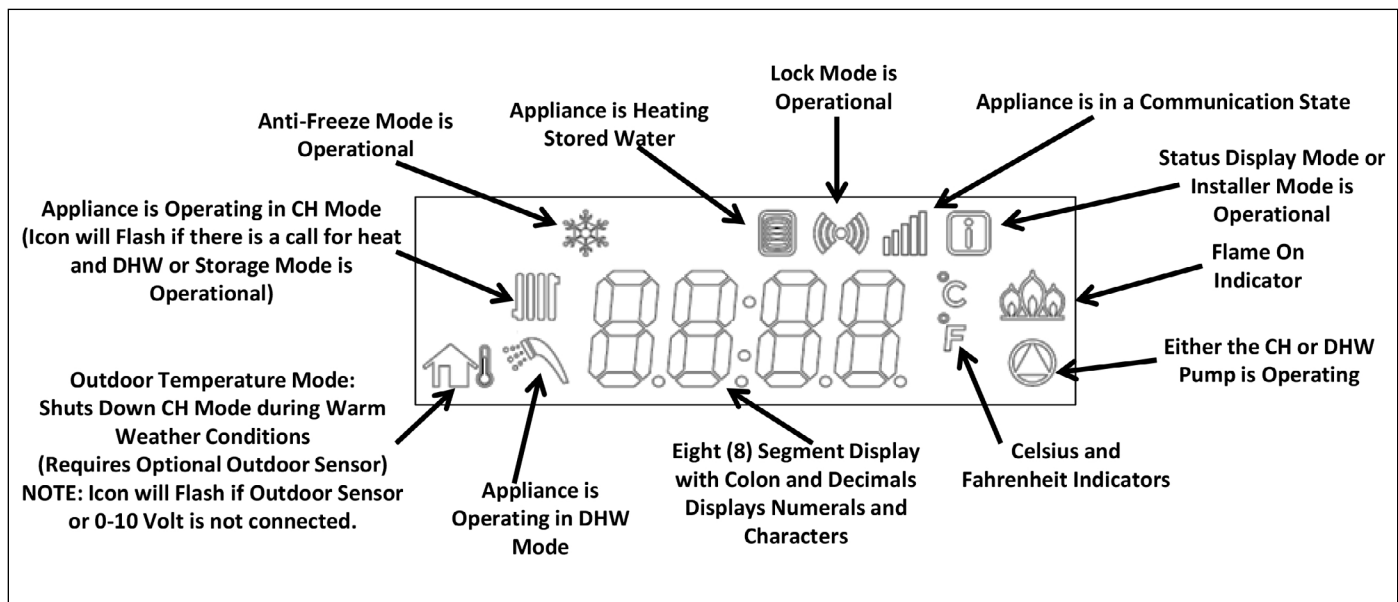 Lock Mode is
Operational
Appliance is Heating
Stored Water
Appliance is in a Communication State
Anti-Freeze Mode is
Operational
Status Display Mode or
Installer Mode is
Operational
Appliance is Operating in CH Mode
(Icon will Flash if there is a call for heat
and DHW or Storage Mode is
Operational)
Flame On
Indicator
88:88
°C
°F
Either the CH or DHW
Pump is Operating
Outdoor Temperature Mode:
Shuts Down CH Mode during Warm
Weather Conditions
(Requires Optional Outdoor Sensor)
NOTE: Icon will Flash if Outdoor Sensor
or 0-10 Volt is not connected.
Appliance is
Operating in DHW
Mode
Eight (8) Segment Display
with Colon and Decimals
Displays Numerals and
Characters
Celsius and
Fahrenheit Indicators